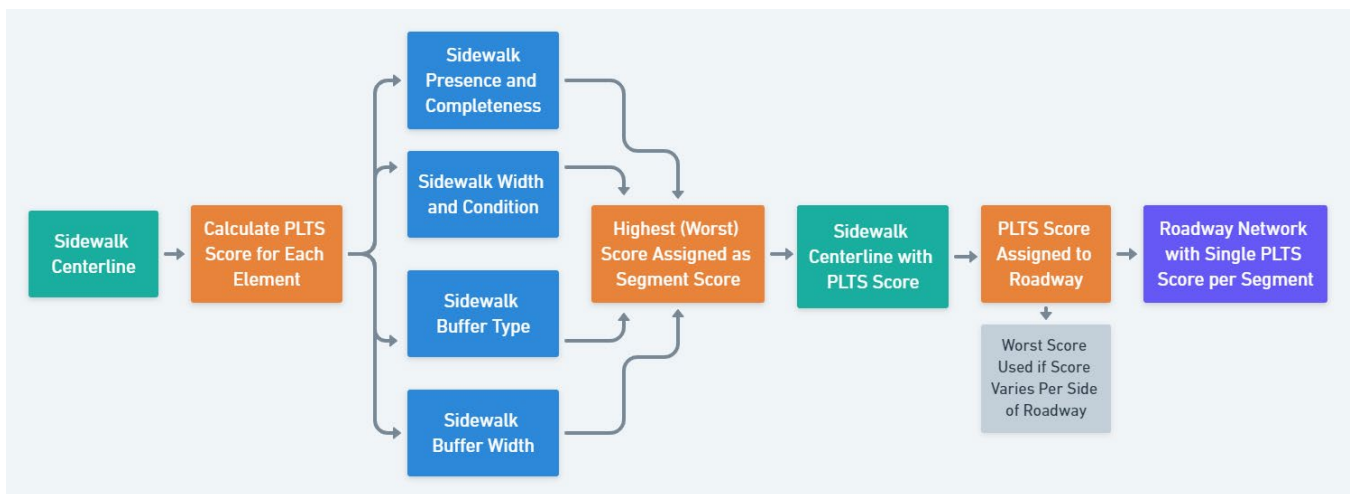 Sidewalk
Centerline
Calculate PLTS
Score for Each
Element
Sidewalk
Presence and
Completeness
Sidewalk Width
and Condition
Sidewalk
Buffer Type
Sidewalk
Buffer Width
Highest (Worst)
Score Assigned as
Segment Score
Sidewalk
Centerline with
PLTS Score
PLTS Score
Assigned to
Roadway
Worst Score
Used if Score
Varies Per Side
of Roadway
Roadway Network
with Single PLTS
Score per Segment